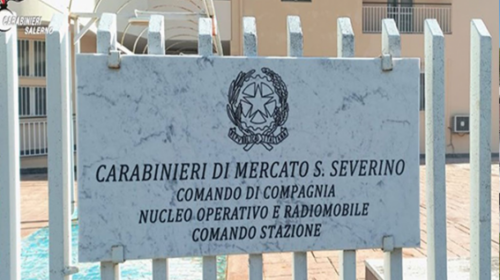 CARABINIERI
SALERNO
CARABINIERI DI MERCATO S. SEVERINO
COMANDO DI COMPAGNIA
NUCLEO OPERATIVO E RADIOMOBILE
COMANDO STAZIONE